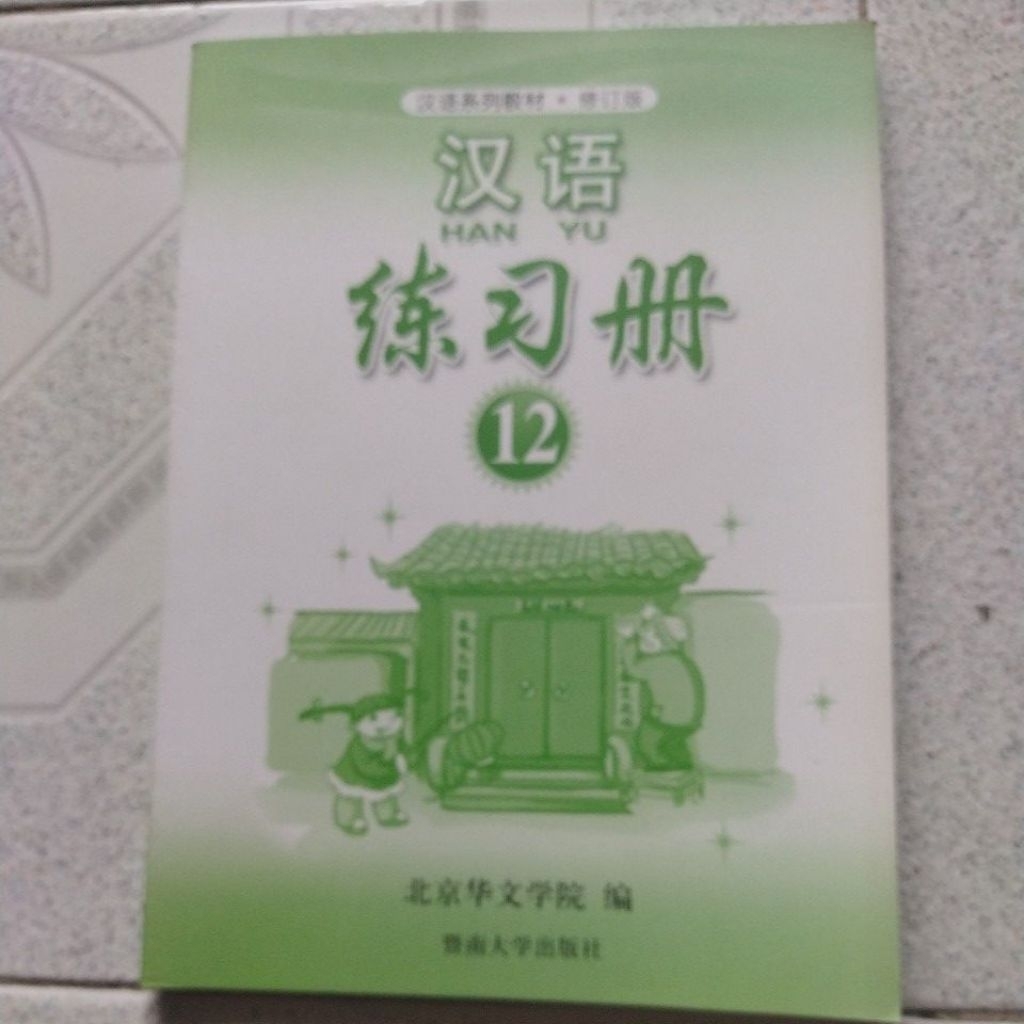 汉语系列教材·修订版
汉语
HAN YU
练习册
12
北京华文学院 编
暨南大学出版社